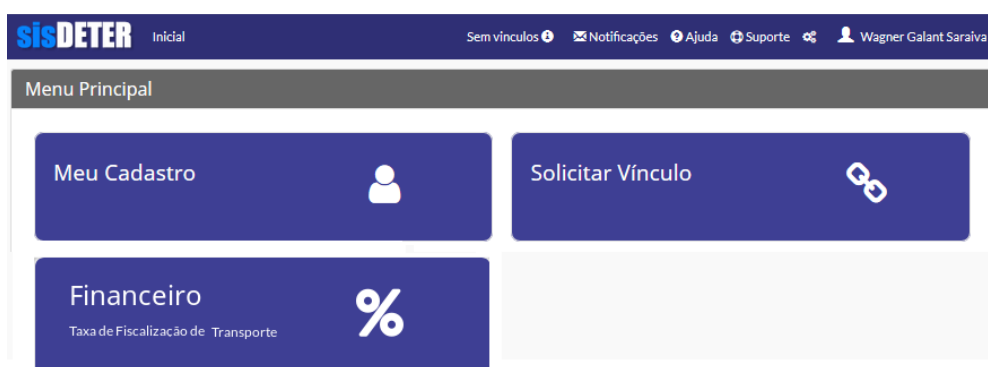 sisDETER Inicial Sem vinculos Notificações Ajuda Suporte Wagner Galant Saraiva
Menu Principal
Meu Cadastro Solicitar Vínculo
Financeiro %
Taxa de Fiscalização de Transporte